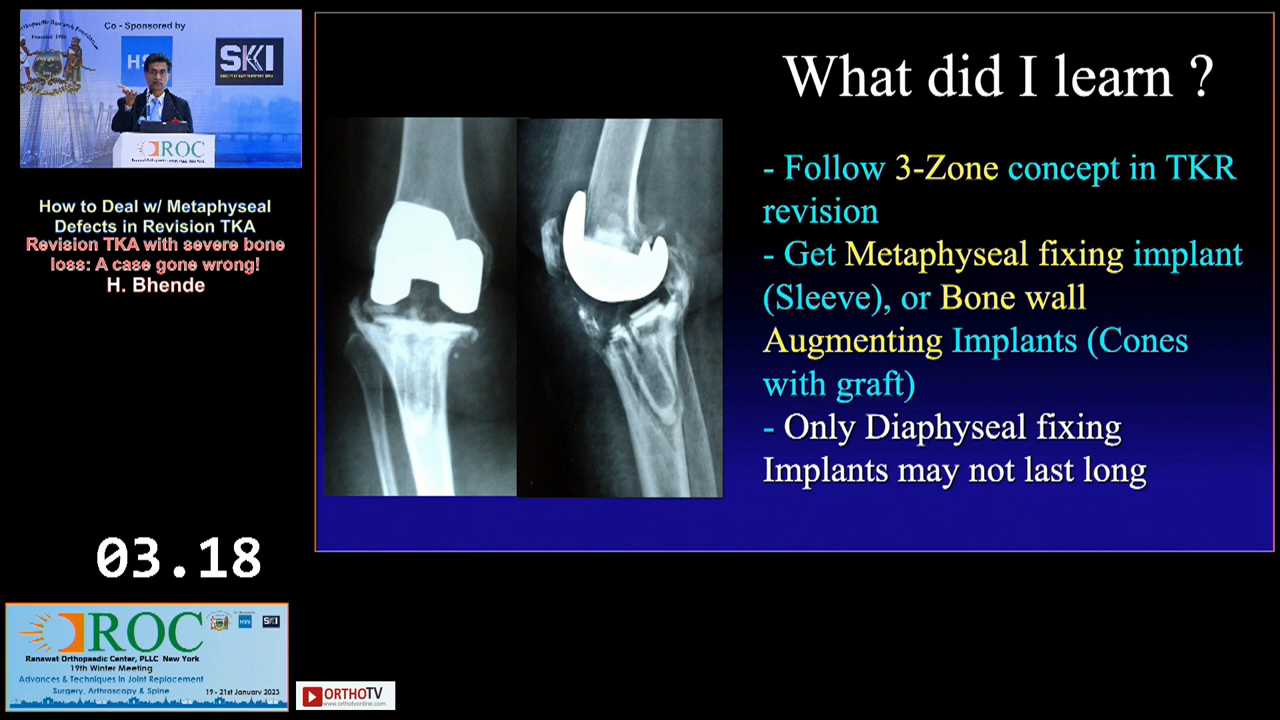 Co - Sponsored by
SKI
ROC
How to Deal w/ Metaphyseal
Defects in Revision TKA
Revision TKA with severe bone
loss: A case gone wrong!
H. Bhende
What did I learn ?
- Follow 3-Zone concept in TKR
revision
- Get Metaphyseal fixing implant
(Sleeve), or Bone wall
Augmenting Implants (Cones
with graft)
- Only Diaphyseal fixing
Implants may not last long
03.18
ROC
SKI
Ranawat Orthopaedic Center, PLLC New York
19th Winter Meeting
Advances & Techniques in Joint Replacement
Surgery, Arthroscopy & Spine
19 - 21st January 2023
ORTHOTV
www.orthotvonline.com